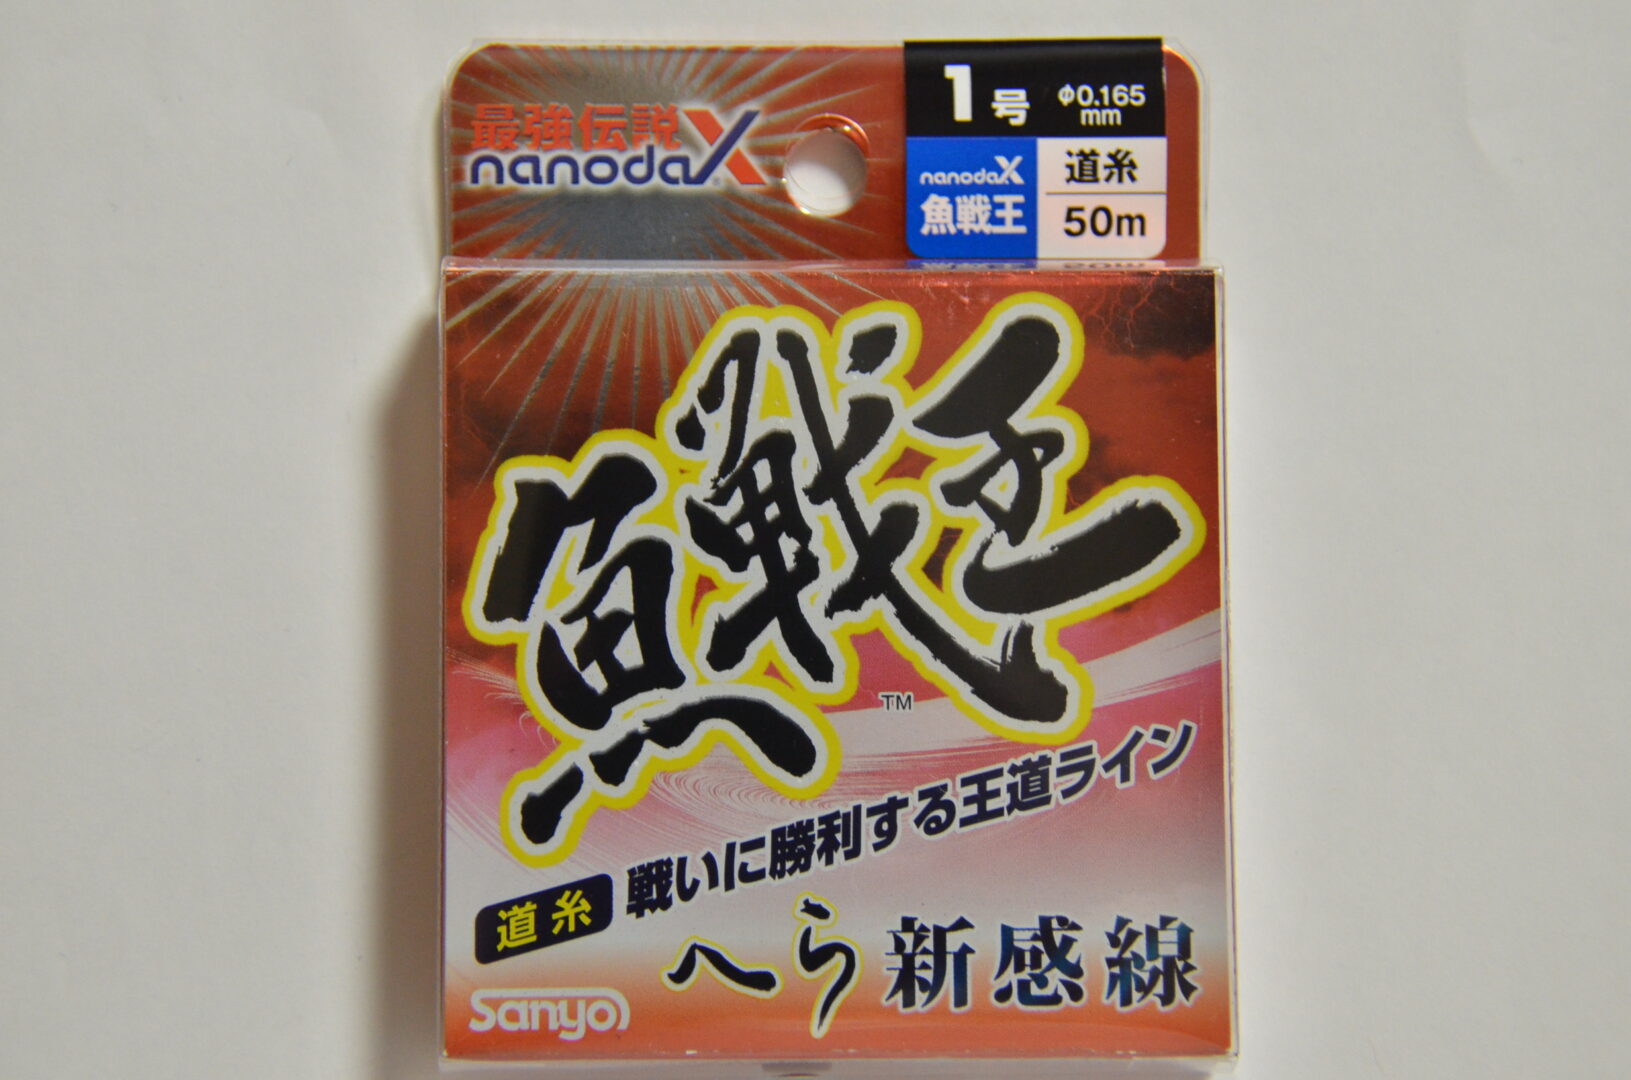 最強伝説
nanodaX
1号 φ0.165mm
nanodaX
魚戦王
道糸
50m
魚戦王
TM
道糸 戦いに勝利する王道ライン
へら 新感線
Sanyo